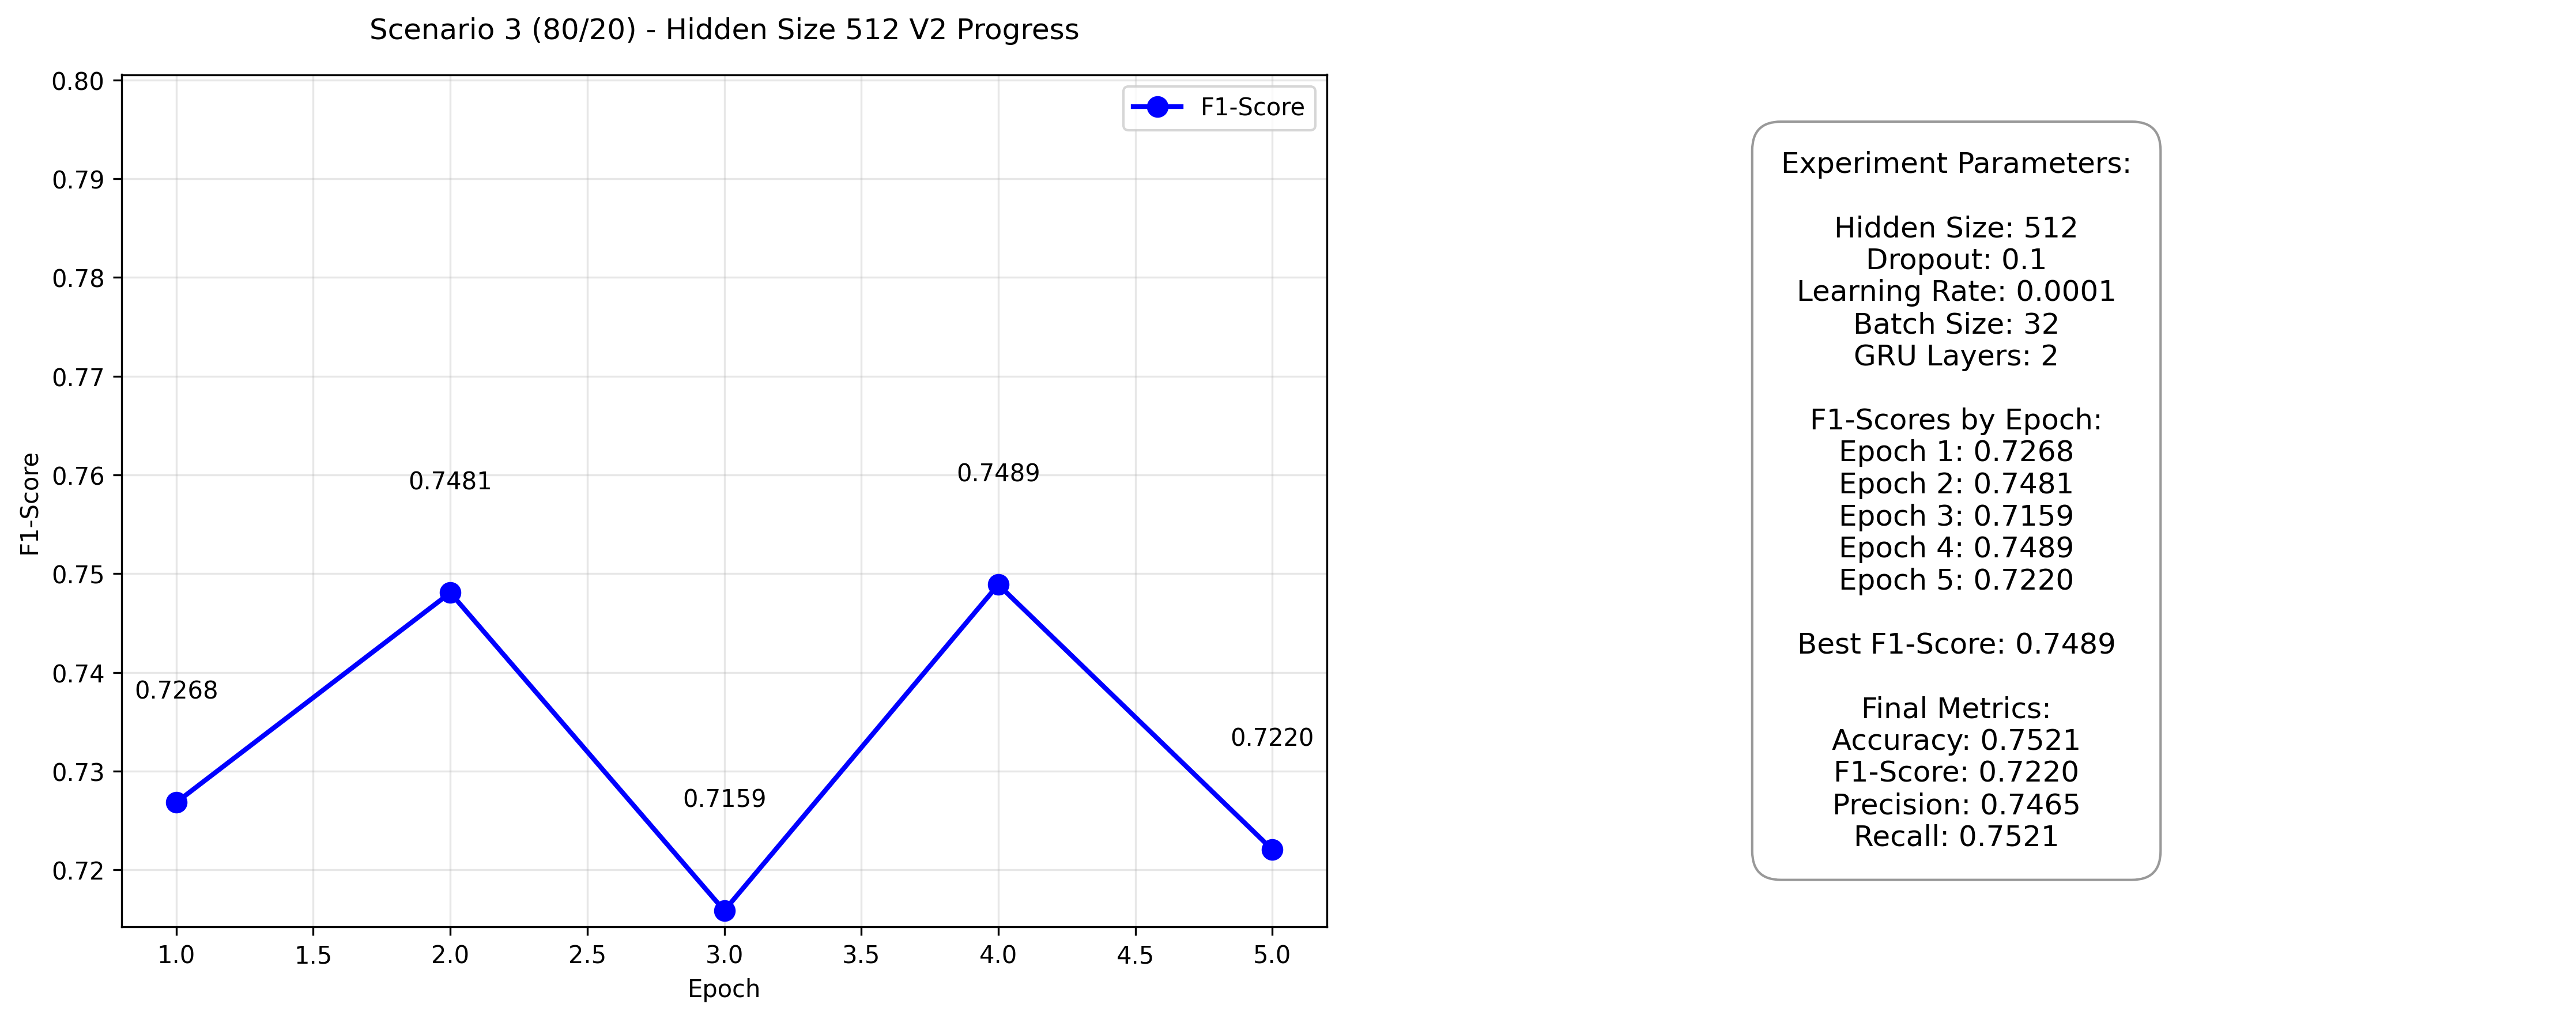 Scenario 3 (80/20) - Hidden Size 512 V2 Progress
F1-Score
0.80
0.79
0.78
0.77
0.76
0.75
0.74
0.73
0.72
F1-Score
0.7268
0.7481
0.7159
0.7489
0.7220
1.0 1.5 2.0 2.5 3.0 3.5 4.0 4.5 5.0
Epoch
Experiment Parameters:
Hidden Size: 512
Dropout: 0.1
Learning Rate: 0.0001
Batch Size: 32
GRU Layers: 2
F1-Scores by Epoch:
Epoch 1: 0.7268
Epoch 2: 0.7481
Epoch 3: 0.7159
Epoch 4: 0.7489
Epoch 5: 0.7220
Best F1-Score: 0.7489
Final Metrics:
Accuracy: 0.7521
F1-Score: 0.7220
Precision: 0.7465
Recall: 0.7521